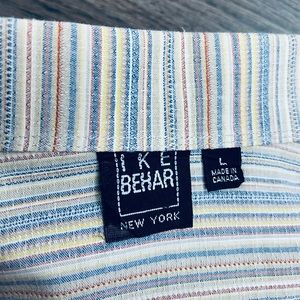 IKE
BEHAR
NEW YORK
L
MADE IN
CANADA